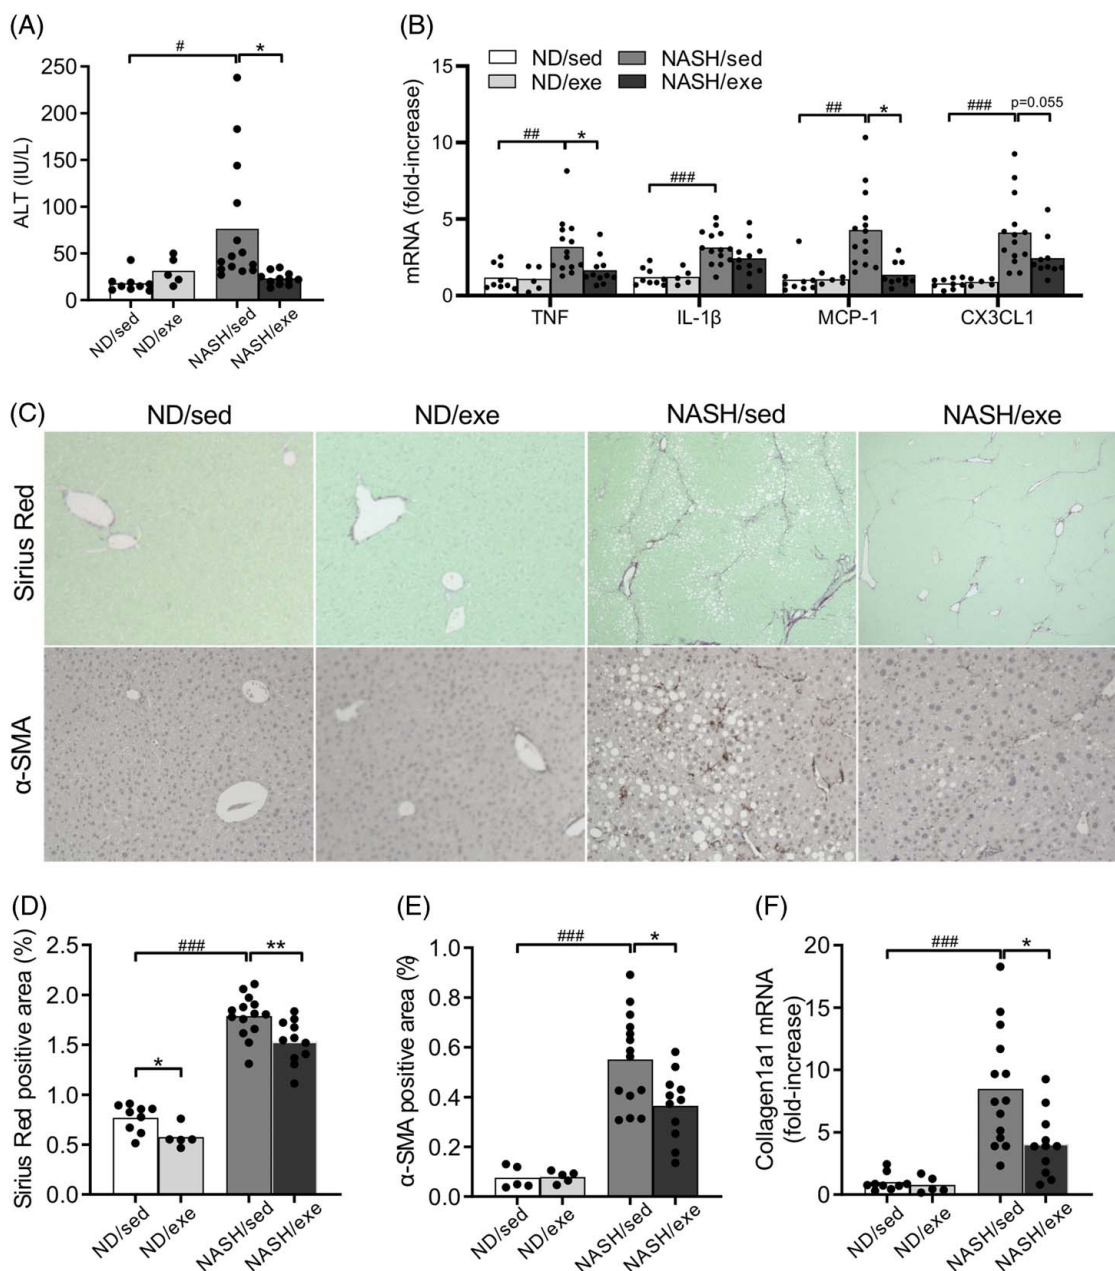 (A)
#
*
250
200
150
100
50
0
ALT (IU/L)
ND/sed
ND/exe
NASH/sed
NASH/exe
(B)
ND/sed
ND/exe
NASH/sed
NASH/exe
15
10
5
0
mRNA (fold-increase)
##
*
###
##
*
###
p=0.055
TNF
IL-1β
MCP-1
CX3CL1
(C)
ND/sed
ND/exe
NASH/sed
NASH/exe
Sirius Red
α-SMA
(D)
###
**
*
2.5
2.0
1.5
1.0
0.5
0.0
Sirius Red positive area (%)
ND/sed
ND/exe
NASH/sed
NASH/exe
(E)
###
*
1.0
0.8
0.6
0.4
0.2
0.0
α-SMA positive area (%)
ND/sed
ND/exe
NASH/sed
NASH/exe
(F)
###
*
20
15
10
5
0
Collagen1a1 mRNA
(fold-increase)
ND/sed
ND/exe
NASH/sed
NASH/exe